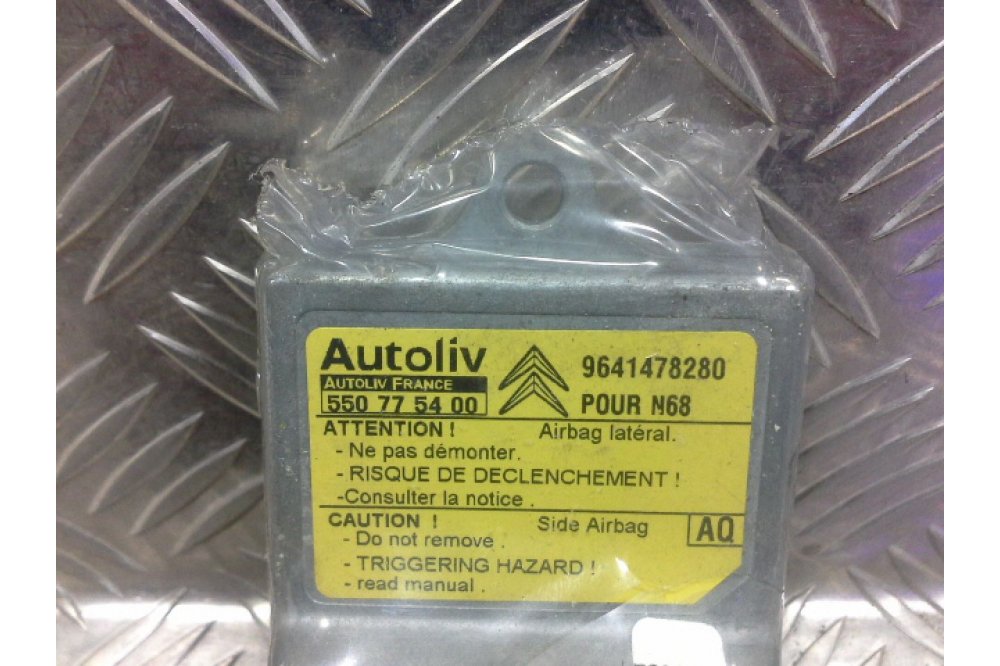 Autoliv
AUTOLIV FRANCE
550 77 54 00
9641478280
POUR N68
ATTENTION ! Airbag latéral.
- Ne pas démonter.
- RISQUE DE DECLENCHEMENT !
-Consulter la notice .
CAUTION ! Side Airbag AQ
- Do not remove .
- TRIGGERING HAZARD !
- read manual .